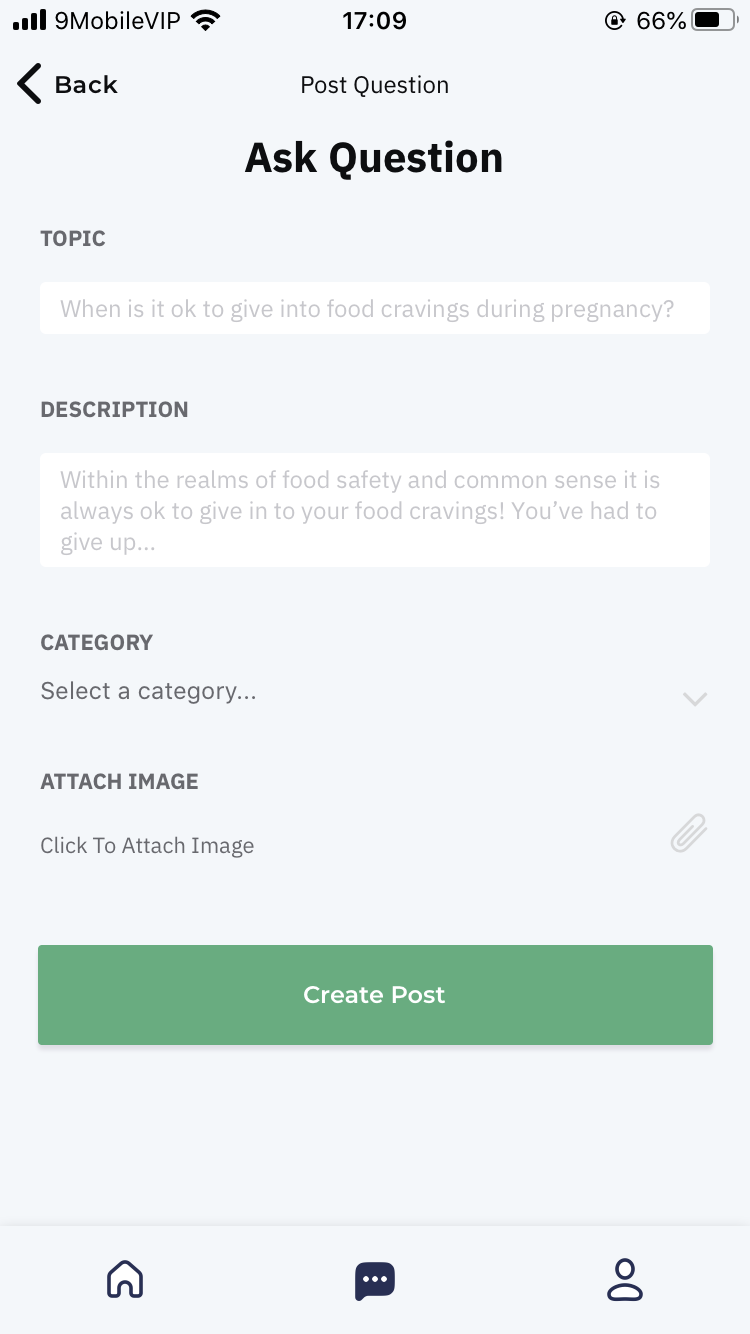 9MobileVIP 17:09 66%
Back Post Question
Ask Question
TOPIC
When is it ok to give into food cravings during pregnancy?
DESCRIPTION
Within the realms of food safety and common sense it is
always ok to give in to your food cravings! You’ve had to
give up...
CATEGORY
Select a category...
ATTACH IMAGE
Click To Attach Image
Create Post